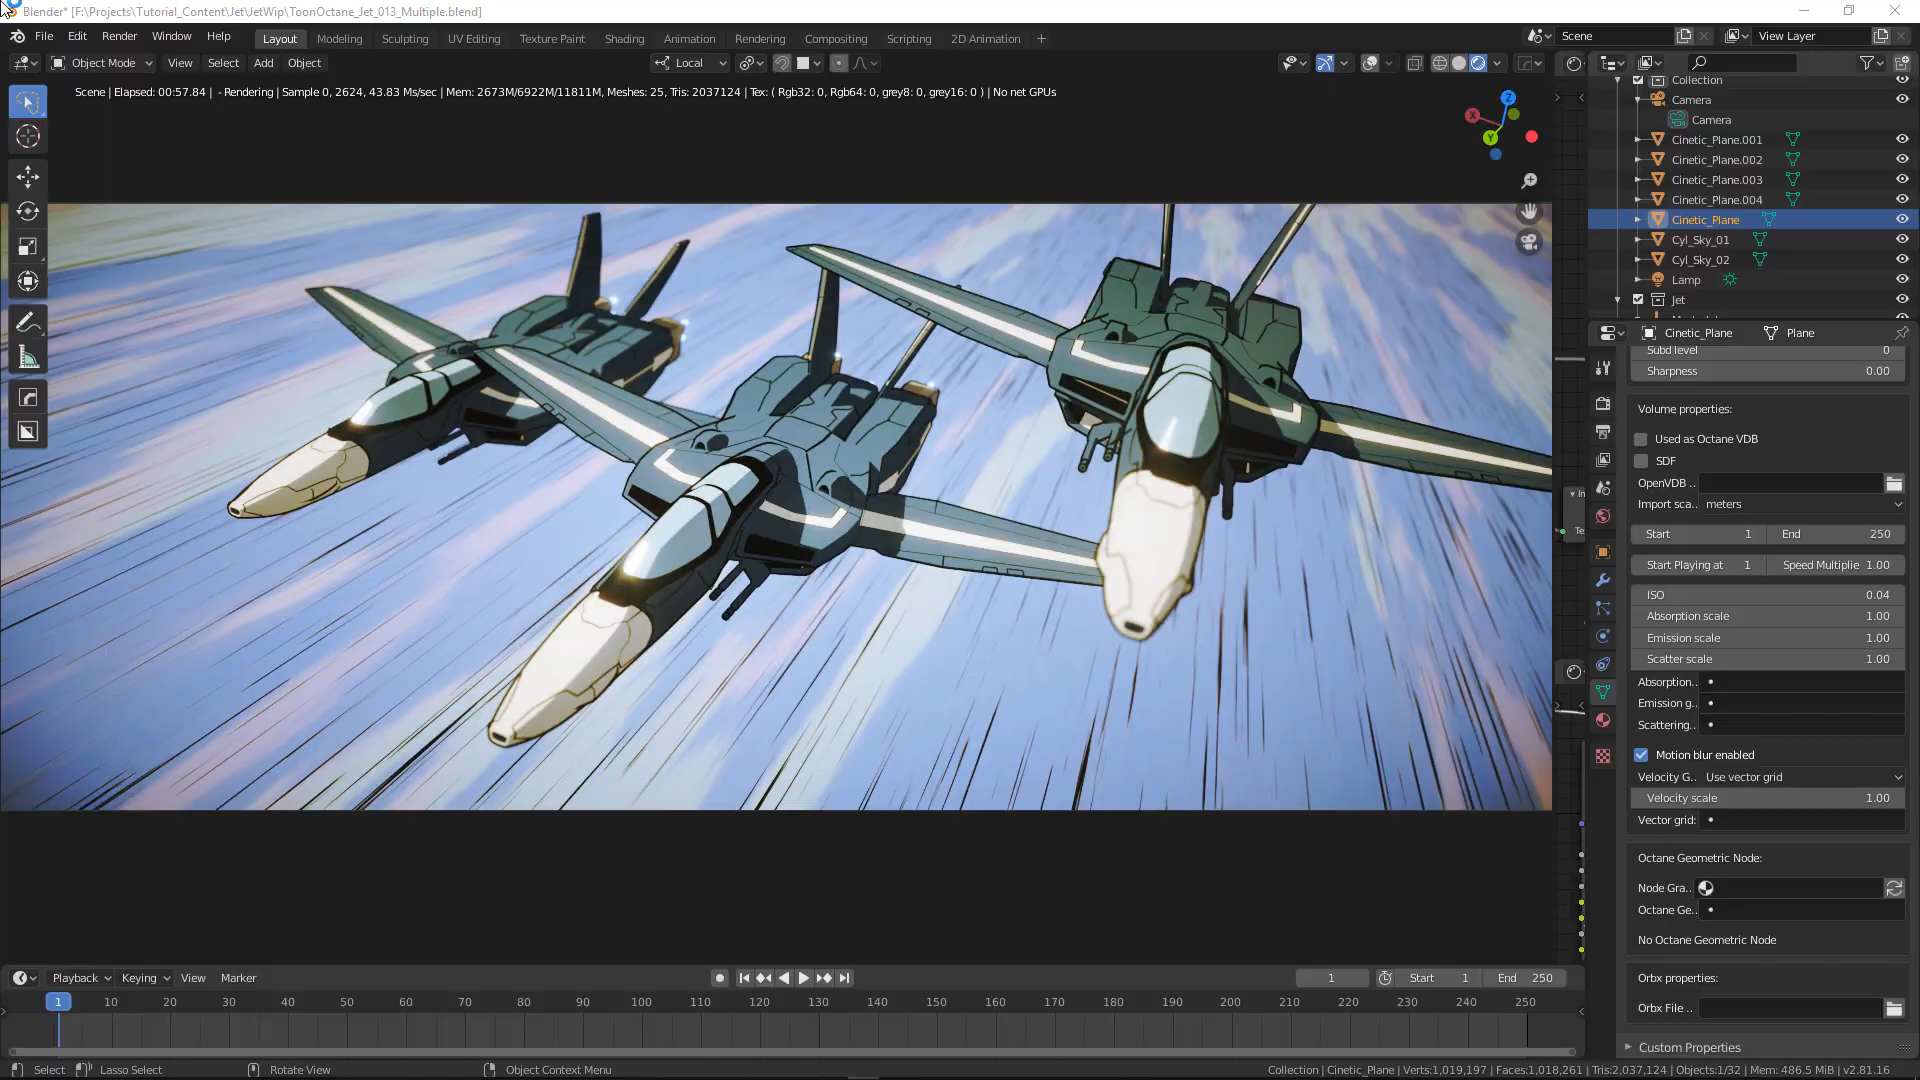 Blender* [F:\Projects\Tutorial_Content\Jet\JetWip\ToonOctane_Jet_013_Multiple.blend]
File Edit Render Window Help
Layout Modeling Sculpting UV Editing Texture Paint Shading Animation Rendering Compositing Scripting 2D Animation +
Scene
View Layer
Object Mode View Select Add Object
Local
Scene | Elapsed: 00:57.84 | - Rendering | Sample 0, 2624, 43.83 Ms/sec | Mem: 2673M/6922M/11811M, Meshes: 25, Tris: 2037124 | Tex: ( Rgb32: 0, Rgb64: 0, grey8: 0, grey16: 0 ) | No net GPUs
Z
X
Y
Collection
Camera
Camera
Cinetic_Plane.001
Cinetic_Plane.002
Cinetic_Plane.003
Cinetic_Plane.004
Cinetic_Plane
Cyl_Sky_01
Cyl_Sky_02
Lamp
Jet
Cinetic_Plane Plane
Subd level 0
Sharpness 0.00
Volume properties:
Used as Octane VDB
SDF
OpenVDB ..
Import sca.. meters
Start 1 End 250
Start Playing at 1 Speed Multiplie 1.00
ISO 0.04
Absorption scale 1.00
Emission scale 1.00
Scatter scale 1.00
Absorption..
Emission g..
Scattering..
Motion blur enabled
Velocity G.. Use vector grid
Velocity scale 1.00
Vector grid:
Octane Geometric Node:
Node Gra..
Octane Ge..
No Octane Geometric Node
Orbx properties:
Orbx File ..
Custom Properties
Playback Keying View Marker
1 Start 1 End 250
1 10 20 30 40 50 60 70 80 90 100 110 120 130 140 150 160 170 180 190 200 210 220 230 240 250
Select Lasso Select Rotate View Object Context Menu
Collection | Cinetic_Plane | Verts:1,019,197 | Faces:1,018,261 | Tris:2,037,124 | Objects:1/32 | Mem: 486.5 MiB | v2.81.16